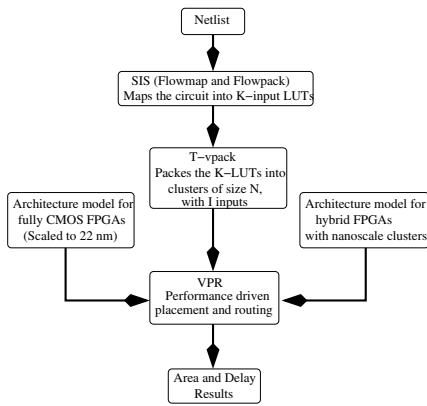 Netlist
SIS (Flowmap and Flowpack)
Maps the circuit into K−input LUTs
T−vpack
Packes the K−LUTs into
clusters of size N,
with I inputs
Architecture model for
fully CMOS FPGAs
(Scaled to 22 nm)
Architecture model for
hybrid FPGAs
with nanoscale clusters
VPR
Performance driven
placement and routing
Area and Delay
Results